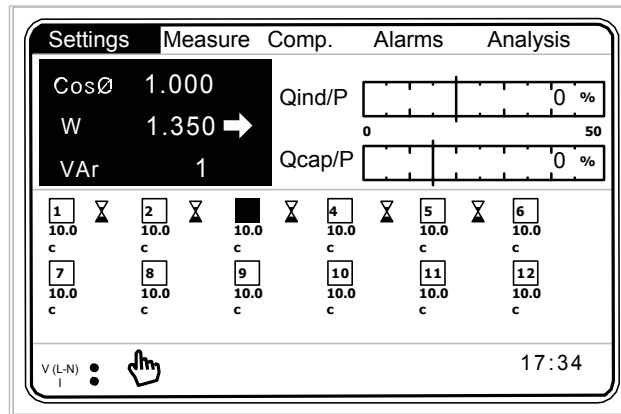 Settings Measure Comp. Alarms Analysis
CosØ 1.000
W 1.350
VAr 1
Qind/P 0 %
0 50
Qcap/P 0 %
1 2 4 5 6
10.0 10.0 10.0 10.0 10.0 10.0
c c c c c c
7 8 9 10 11 12
10.0 10.0 10.0 10.0 10.0 10.0
c c c c c c
V (L-N)
I
17:34